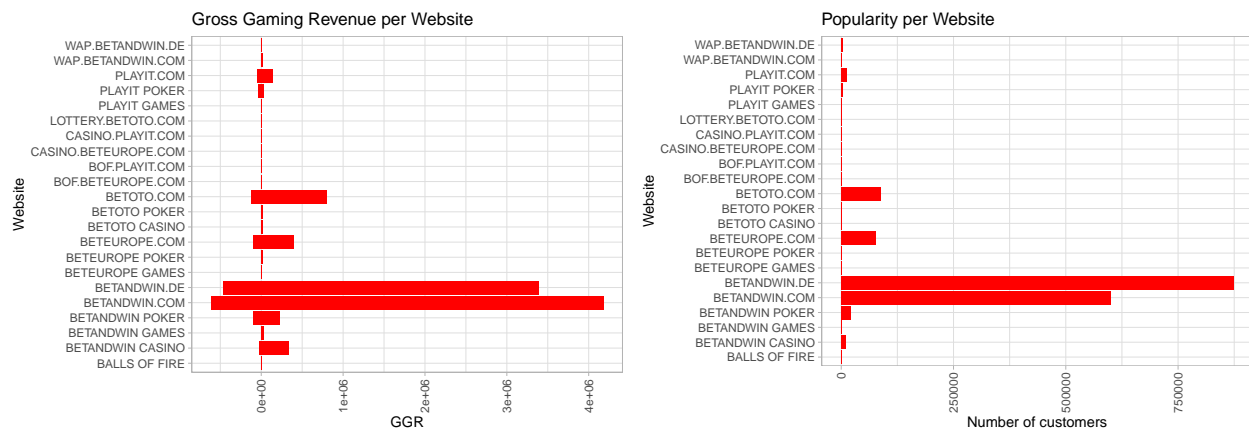 Gross Gaming Revenue per Website
Website
WAP.BETANDWIN.DE
WAP.BETANDWIN.COM
PLAYIT.COM
PLAYIT POKER
PLAYIT GAMES
LOTTERY.BETOTO.COM
CASINO.PLAYIT.COM
CASINO.BETEUROPE.COM
BOF.PLAYIT.COM
BOF.BETEUROPE.COM
BETOTO.COM
BETOTO POKER
BETOTO CASINO
BETEUROPE.COM
BETEUROPE POKER
BETEUROPE GAMES
BETANDWIN.DE
BETANDWIN.COM
BETANDWIN POKER
BETANDWIN GAMES
BETANDWIN CASINO
BALLS OF FIRE
0e+00
1e+06
2e+06
3e+06
4e+06
GGR
Popularity per Website
Website
WAP.BETANDWIN.DE
WAP.BETANDWIN.COM
PLAYIT.COM
PLAYIT POKER
PLAYIT GAMES
LOTTERY.BETOTO.COM
CASINO.PLAYIT.COM
CASINO.BETEUROPE.COM
BOF.PLAYIT.COM
BOF.BETEUROPE.COM
BETOTO.COM
BETOTO POKER
BETOTO CASINO
BETEUROPE.COM
BETEUROPE POKER
BETEUROPE GAMES
BETANDWIN.DE
BETANDWIN.COM
BETANDWIN POKER
BETANDWIN GAMES
BETANDWIN CASINO
BALLS OF FIRE
0
2500000
5000000
7500000
Number of customers